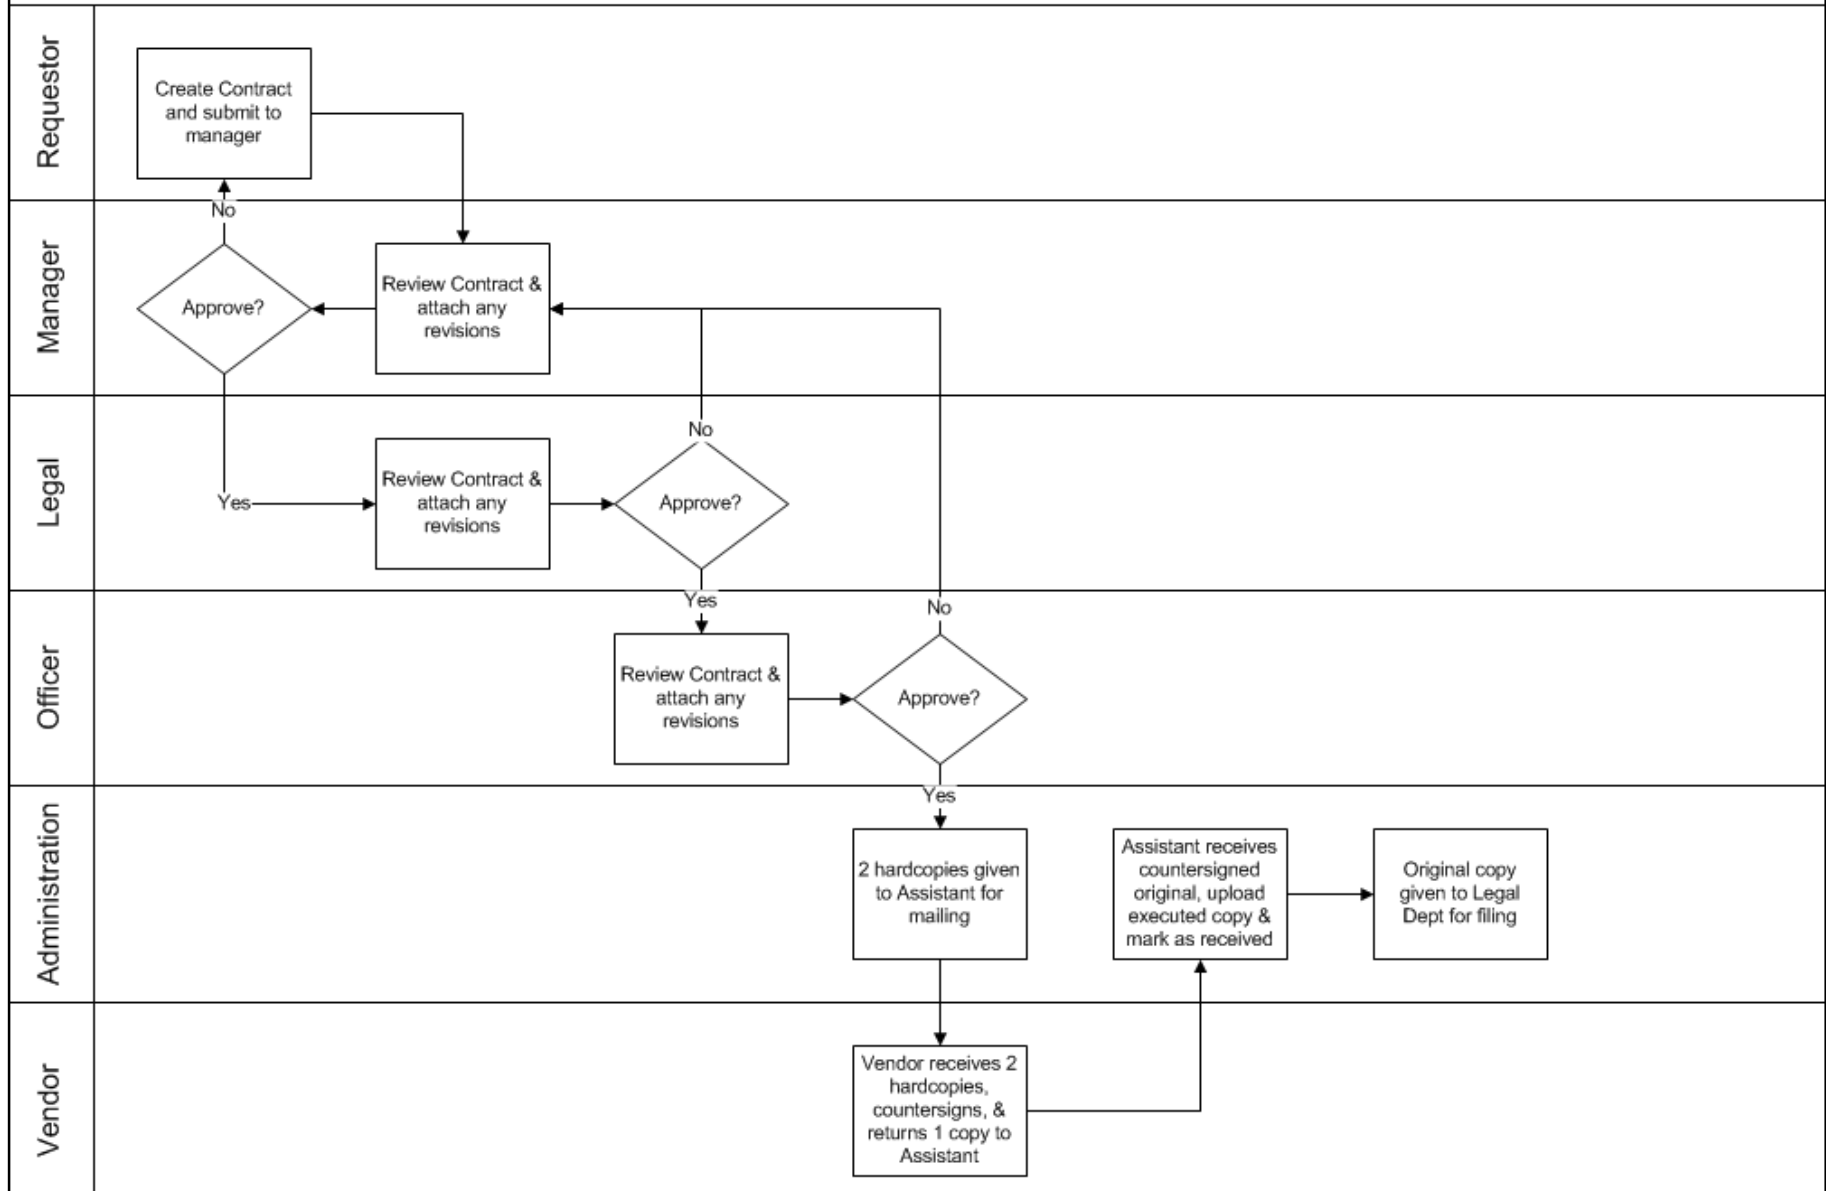 Requestor
Create Contract
and submit to
manager
No
Manager
Approve?
Review Contract &
attach any
revisions
Legal
Yes
Review Contract &
attach any
revisions
No
Approve?
Yes
Officer
Review Contract &
attach any
revisions
No
Approve?
Yes
Administration
2 hardcopies given
to Assistant for
mailing
Assistant receives
countersigned
original, upload
executed copy &
mark as received
Original copy
given to Legal
Dept for filing
Vendor
Vendor receives 2
hardcopies,
countersigns, &
returns 1 copy to
Assistant